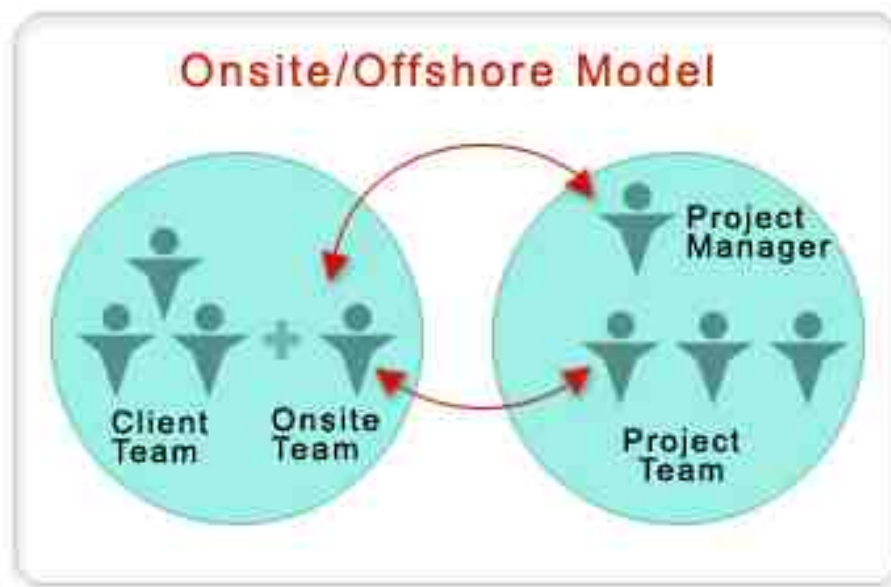 Onsite/Offshore Model
Project
Manager
Client
Team
Onsite
Team
Project
Team